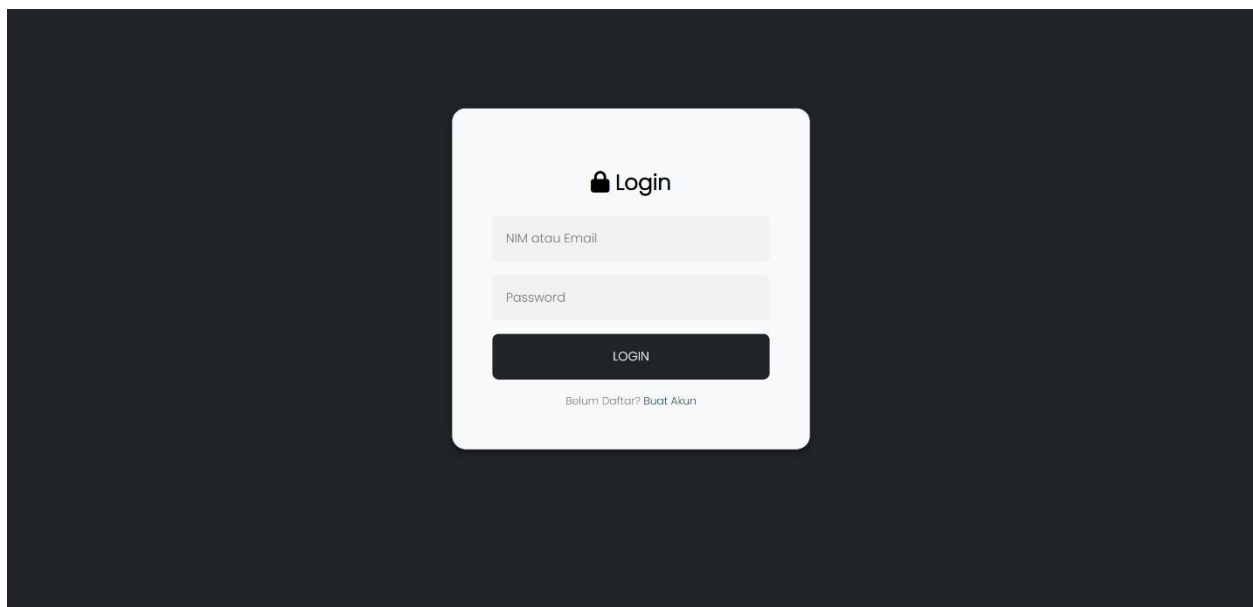 Login
NIM atau Email
Password
LOGIN
Belum Daftar? Buat Akun